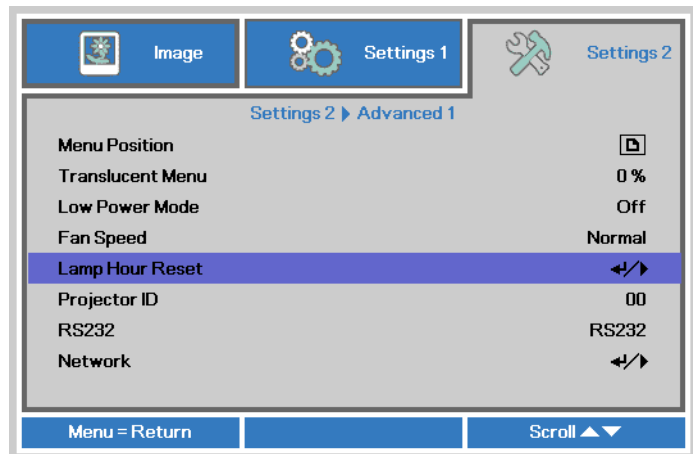 Image
Settings 1
Settings 2
Settings 2 ▶ Advanced 1
Menu Position
Translucent Menu 0 %
Low Power Mode Off
Fan Speed Normal
Lamp Hour Reset ↵/▶
Projector ID 00
RS232 RS232
Network ↵/▶
Menu = Return Scroll ▲▼